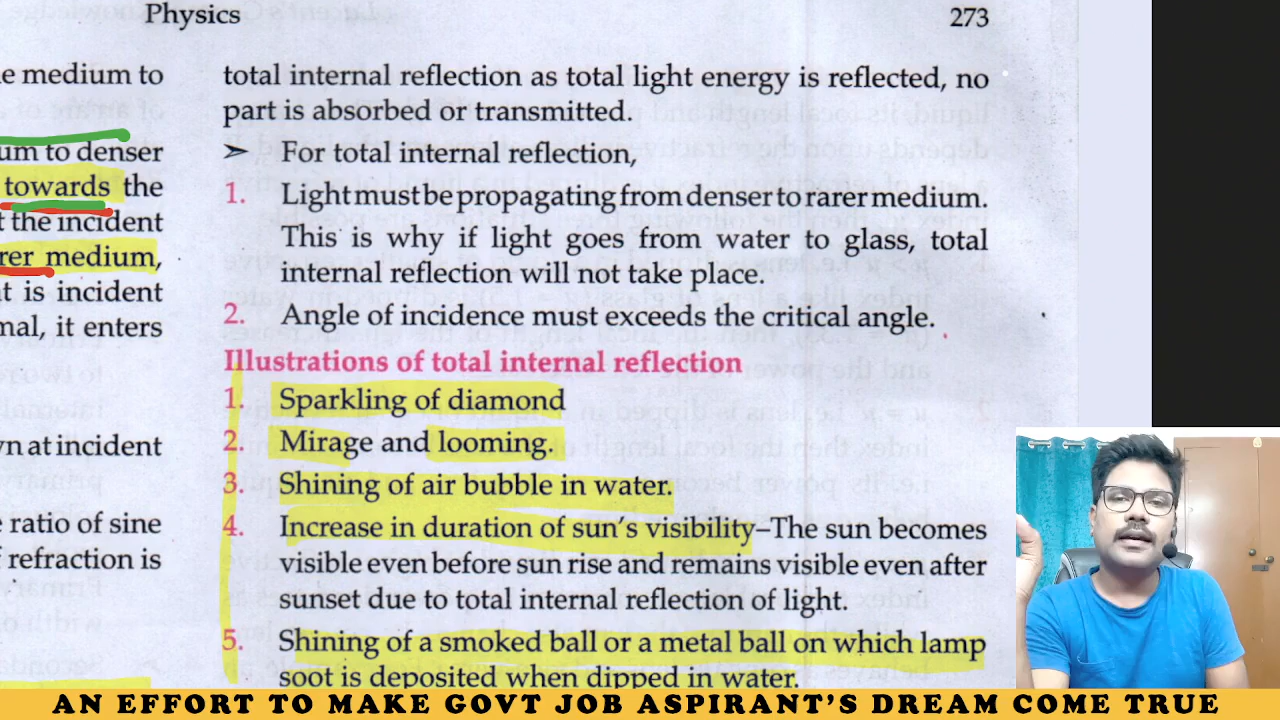 Physics
273
e medium to
um to denser
towards the
t the incident
rer medium,
t is incident
mal, it enters
n at incident
e ratio of sine
refraction is
total internal reflection as total light energy is reflected, no
part is absorbed or transmitted.
➤ For total internal reflection,
1. Light must be propagating from denser to rarer medium.
This is why if light goes from water to glass, total
internal reflection will not take place.
2. Angle of incidence must exceeds the critical angle.
Illustrations of total internal reflection
1. Sparkling of diamond
2. Mirage and looming.
3. Shining of air bubble in water.
4. Increase in duration of sun's visibility–The sun becomes
visible even before sun rise and remains visible even after
sunset due to total internal reflection of light.
5. Shining of a smoked ball or a metal ball on which lamp
soot is deposited when dipped in water.
AN EFFORT TO MAKE GOVT JOB ASPIRANT'S DREAM COME TRUE